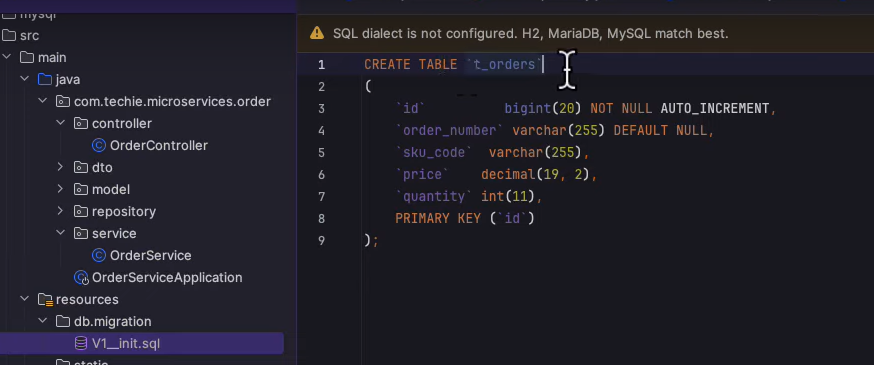 mysql
src
main
java
com.techie.microservices.order
controller
OrderController
dto
model
repository
service
OrderService
OrderServiceApplication
resources
db.migration
V1__init.sql
static
SQL dialect is not configured. H2, MariaDB, MySQL match best.
1 CREATE TABLE `t_orders`
2 (
3 `id` bigint(20) NOT NULL AUTO_INCREMENT,
4 `order_number` varchar(255) DEFAULT NULL,
5 `sku_code` varchar(255),
6 `price` decimal(19, 2),
7 `quantity` int(11),
8 PRIMARY KEY (`id`)
9 );